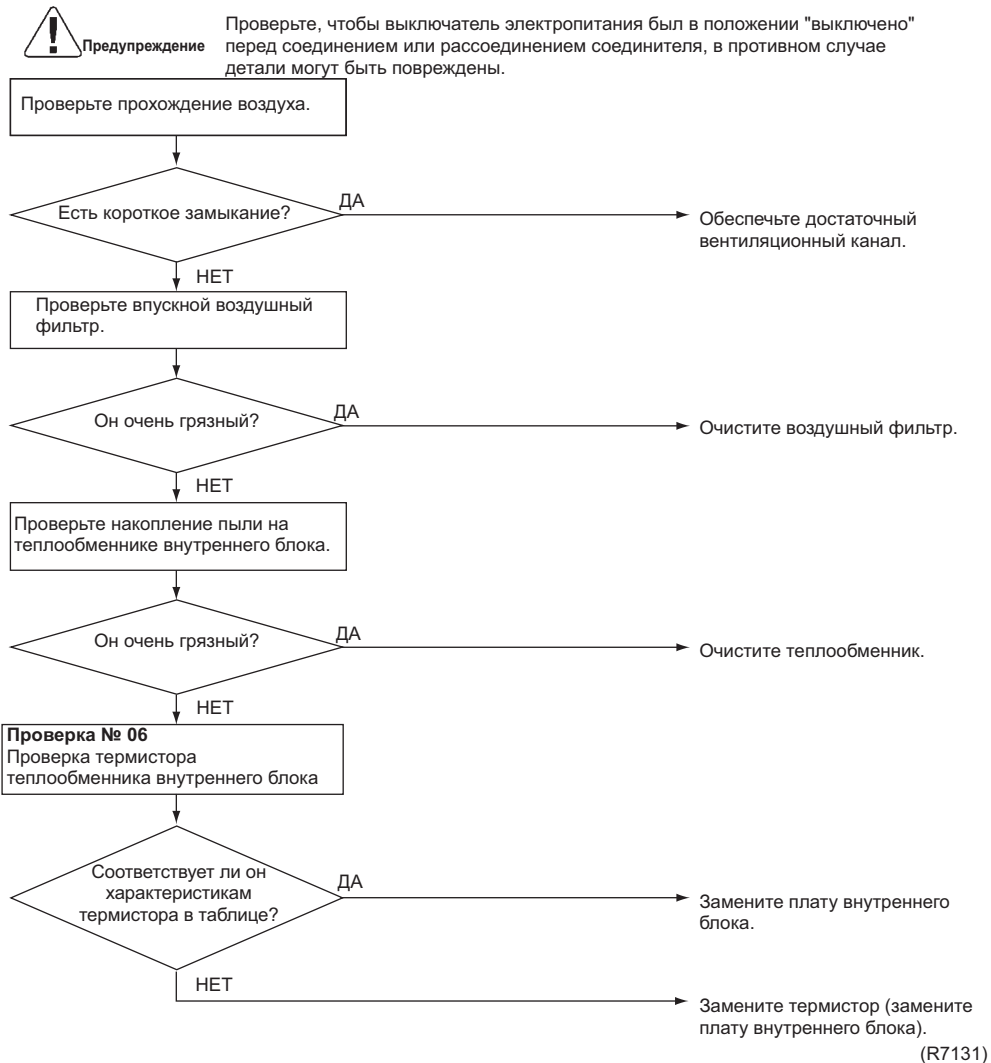 Предупреждение
Проверьте, чтобы выключатель электропитания был в положении "выключено"
перед соединением или рассоединением соединителя, в противном случае
детали могут быть повреждены.
Проверьте прохождение воздуха.
Есть короткое замыкание?
ДА
Обеспечьте достаточный
вентиляционный канал.
НЕТ
Проверьте впускной воздушный
фильтр.
Он очень грязный?
ДА
Очистите воздушный фильтр.
НЕТ
Проверьте накопление пыли на
теплообменнике внутреннего блока.
Он очень грязный?
ДА
Очистите теплообменник.
НЕТ
Проверка № 06
Проверка термистора
теплообменника внутреннего блока
Соответствует ли он
характеристикам
термистора в таблице?
ДА
Замените плату внутреннего
блока.
НЕТ
Замените термистор (замените
плату внутреннего блока).
(R7131)